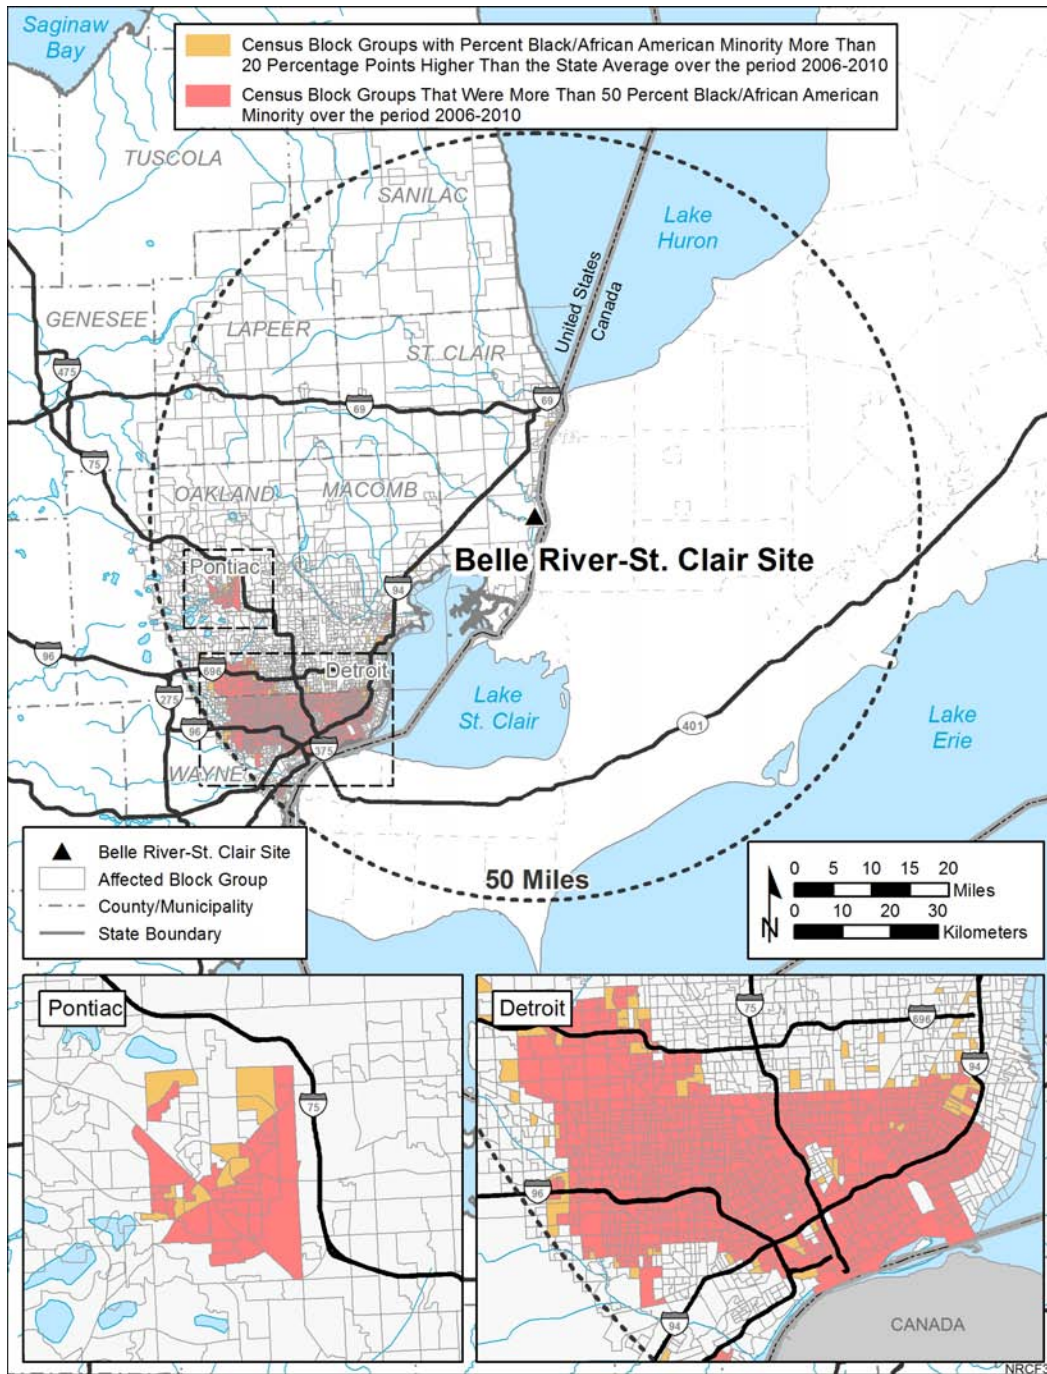 Saginaw
Bay
Census Block Groups with Percent Black/African American Minority More Than
20 Percentage Points Higher Than the State Average over the period 2006-2010
Census Block Groups That Were More Than 50 Percent Black/African American
Minority over the period 2006-2010
TUSCOLA
SANILAC
Lake
Huron
United States
Canada
GENESEE
LAPEER
ST. CLAIR
475
69
69
75
OAKLAND
MACOMB
Belle River-St. Clair Site
Pontiac
94
96
696
Detroit
275
Lake
St. Clair
96
375
401
Lake
Erie
WAYNE
Belle River-St. Clair Site
Affected Block Group
County/Municipality
State Boundary
50 Miles
N
0 5 10 15 20
Miles
0 10 20 30
Kilometers
Pontiac
75
Detroit
75
696
94
96
94
CANADA
NRCF3